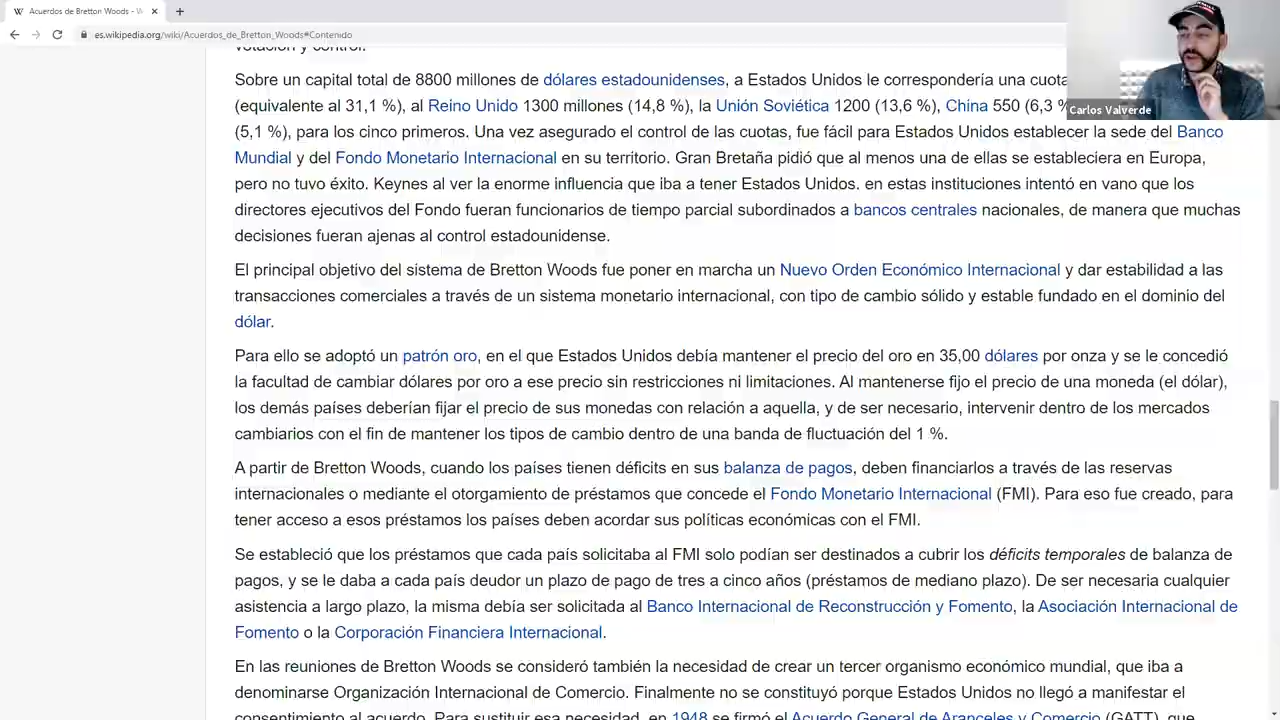 Acuerdos de Bretton Woods - W
es.wikipedia.org/wiki/Acuerdos_de_Bretton_Woods#Contenido
Carlos Valverde
votación y control.
Sobre un capital total de 8800 millones de dólares estadounidenses, a Estados Unidos le correspondería una cuota
(equivalente al 31,1 %), al Reino Unido 1300 millones (14,8 %), la Unión Soviética 1200 (13,6 %), China 550 (6,3 %
(5,1 %), para los cinco primeros. Una vez asegurado el control de las cuotas, fue fácil para Estados Unidos establecer la sede del Banco
Mundial y del Fondo Monetario Internacional en su territorio. Gran Bretaña pidió que al menos una de ellas se estableciera en Europa,
pero no tuvo éxito. Keynes al ver la enorme influencia que iba a tener Estados Unidos. en estas instituciones intentó en vano que los
directores ejecutivos del Fondo fueran funcionarios de tiempo parcial subordinados a bancos centrales nacionales, de manera que muchas
decisiones fueran ajenas al control estadounidense.
El principal objetivo del sistema de Bretton Woods fue poner en marcha un Nuevo Orden Económico Internacional y dar estabilidad a las
transacciones comerciales a través de un sistema monetario internacional, con tipo de cambio sólido y estable fundado en el dominio del
dólar.
Para ello se adoptó un patrón oro, en el que Estados Unidos debía mantener el precio del oro en 35,00 dólares por onza y se le concedió
la facultad de cambiar dólares por oro a ese precio sin restricciones ni limitaciones. Al mantenerse fijo el precio de una moneda (el dólar),
los demás países deberían fijar el precio de sus monedas con relación a aquella, y de ser necesario, intervenir dentro de los mercados
cambiarios con el fin de mantener los tipos de cambio dentro de una banda de fluctuación del 1 %.
A partir de Bretton Woods, cuando los países tienen déficits en sus balanza de pagos, deben financiarlos a través de las reservas
internacionales o mediante el otorgamiento de préstamos que concede el Fondo Monetario Internacional (FMI). Para eso fue creado, para
tener acceso a esos préstamos los países deben acordar sus políticas económicas con el FMI.
Se estableció que los préstamos que cada país solicitaba al FMI solo podían ser destinados a cubrir los déficits temporales de balanza de
pagos, y se le daba a cada país deudor un plazo de pago de tres a cinco años (préstamos de mediano plazo). De ser necesaria cualquier
asistencia a largo plazo, la misma debía ser solicitada al Banco Internacional de Reconstrucción y Fomento, la Asociación Internacional de
Fomento o la Corporación Financiera Internacional.
En las reuniones de Bretton Woods se consideró también la necesidad de crear un tercer organismo económico mundial, que iba a
denominarse Organización Internacional de Comercio. Finalmente no se constituyó porque Estados Unidos no llegó a manifestar el
consentimiento al acuerdo. Para sustituir esa necesidad, en 1948 se firmó el Acuerdo General de Aranceles y Comercio (GATT), que